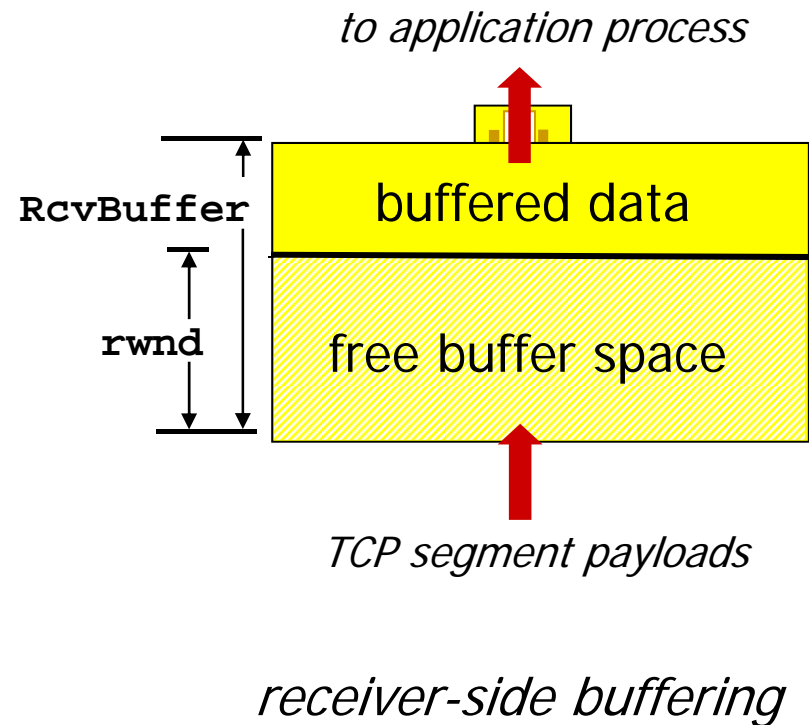 to application process
RcvBuffer
buffered data
rwnd
free buffer space
TCP segment payloads
receiver-side buffering